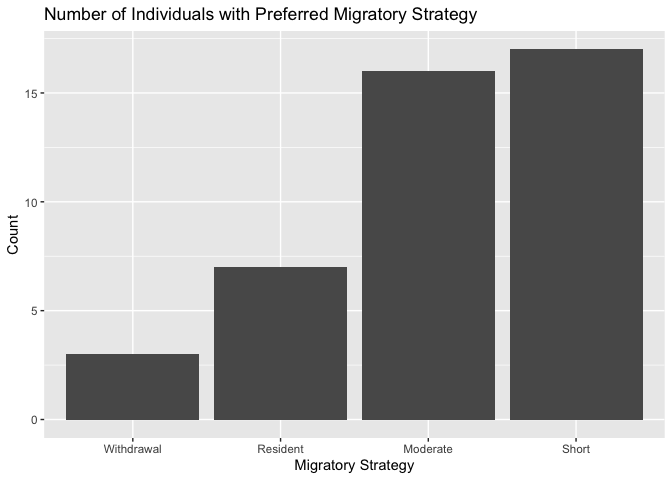 Number of Individuals with Preferred Migratory Strategy
Count
15
10
5
0
Withdrawal Resident Moderate Short
Migratory Strategy